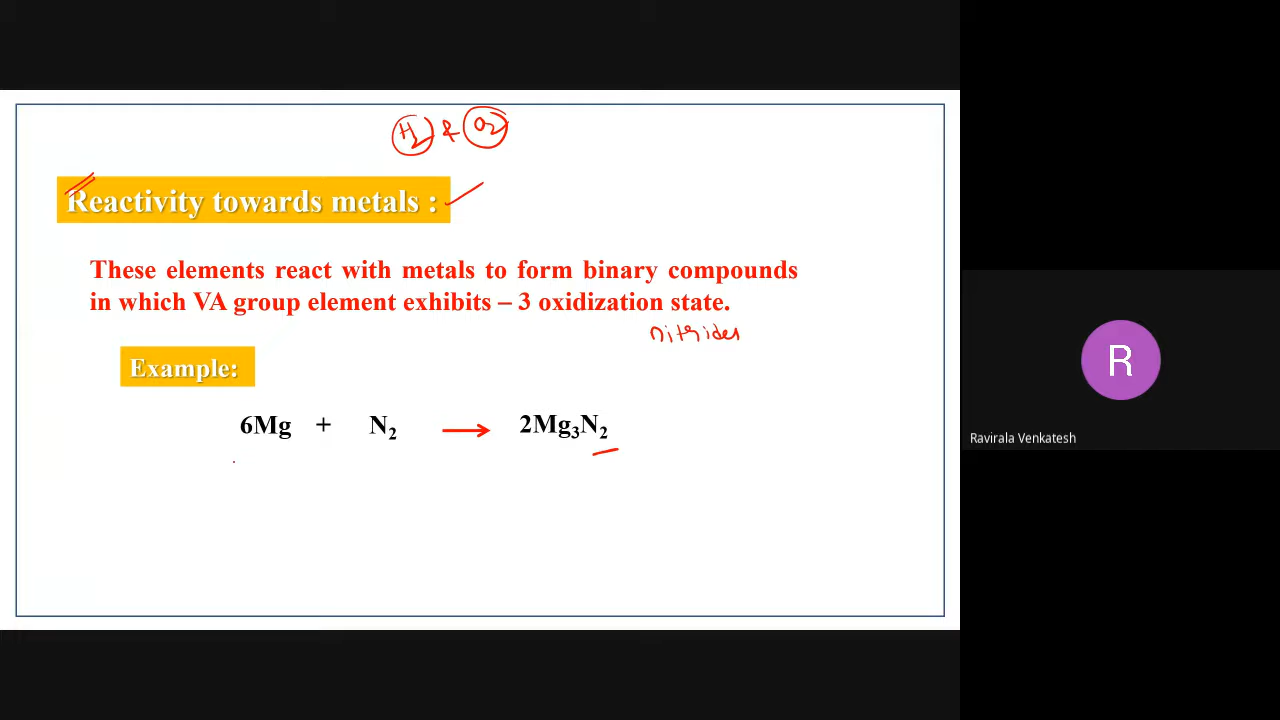 H2 & O2
Reactivity towards metals :
These elements react with metals to form binary compounds
in which VA group element exhibits – 3 oxidization state.
nitrides
Example:
6Mg + N2 → 2Mg3N2
R
Ravirala Venkatesh